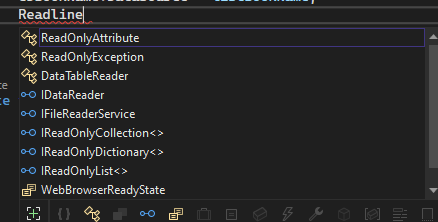 Readline
ReadOnlyAttribute
ReadOnlyException
DataTableReader
IDataReader
IFileReaderService
IReadOnlyCollection<>
IReadOnlyDictionary<>
IReadOnlyList<>
WebBrowserReadyState